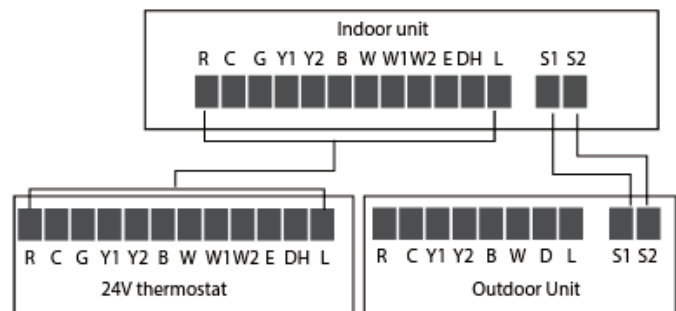 Indoor unit
R C G Y1 Y2 B W W1W2 E DH L S1 S2
R C G Y1 Y2 B W W1W2 E DH L
24V thermostat
R C Y1 Y2 B W D L S1 S2
Outdoor Unit